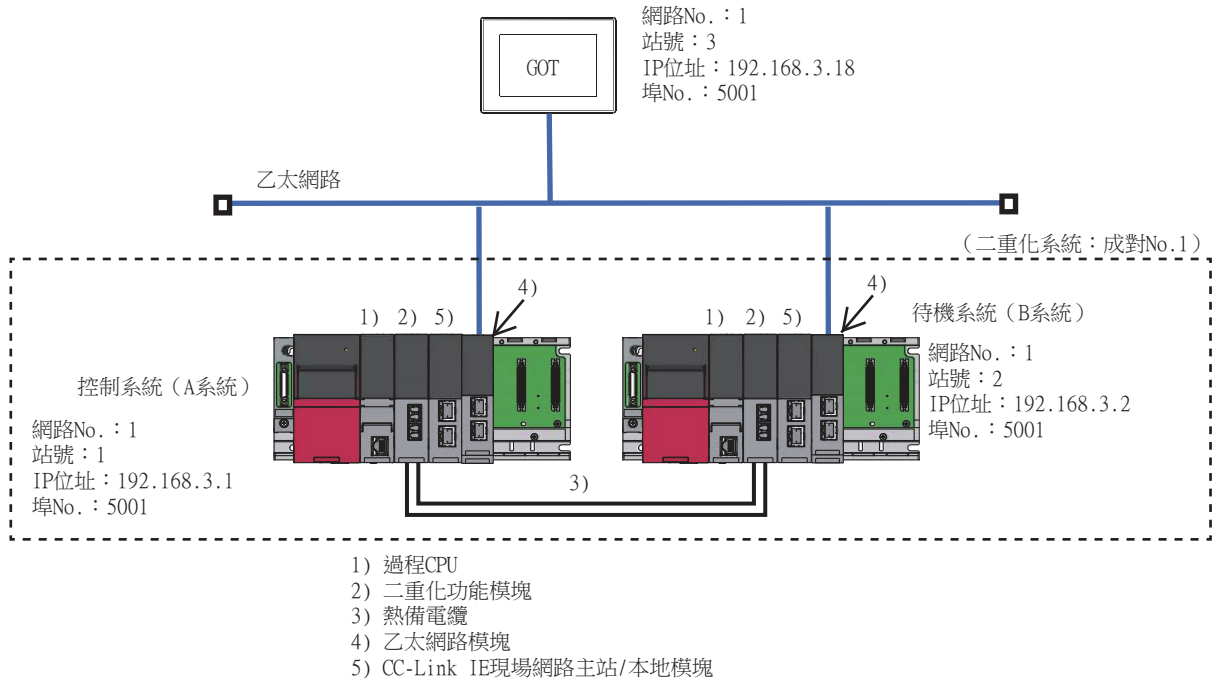 網路No.：1
站號：3
IP位址：192.168.3.18
埠No.：5001
GOT
乙太網路
（二重化系統：成對No.1）
4)
4)
1) 2) 5)
1) 2) 5)
待機系統（B系統）
網路No.：1
站號：2
IP位址：192.168.3.2
埠No.：5001
控制系統（A系統）
網路No.：1
站號：1
IP位址：192.168.3.1
埠No.：5001
3)
1) 過程CPU
2) 二重化功能模塊
3) 熱備電纜
4) 乙太網路模塊
5) CC-Link IE現場網路主站/本地模塊